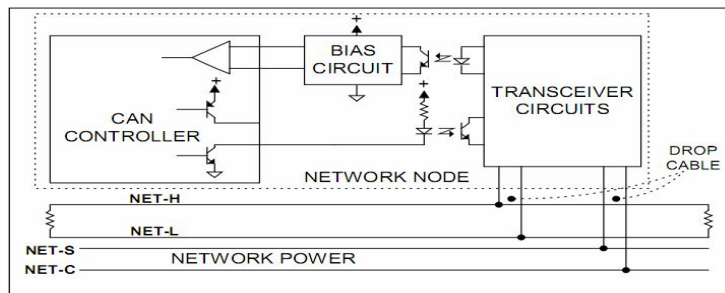 +
BIAS
CIRCUIT
TRANSCEIVER
CIRCUITS
+
+
CAN
CONTROLLER
DROP
CABLE
NETWORK NODE
NET-H
NET-L
NET-S
NETWORK POWER
NET-C